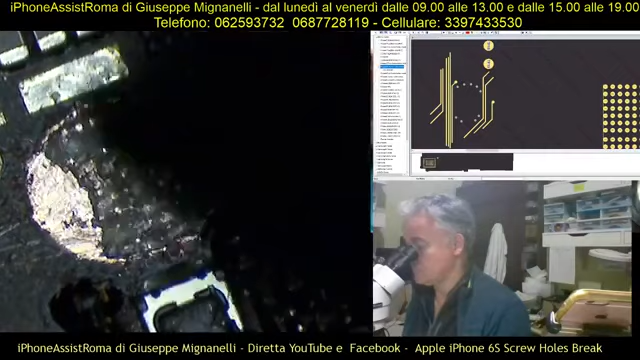 iPhoneAssistRoma di Giuseppe Mignanelli - dal lunedì al venerdì dalle 09.00 alle 13.00 e dalle 15.00 alle 19.00
Telefono: 062593732 0687728119 - Cellulare: 3397433530
iPhoneAssistRoma di Giuseppe Mignanelli - Diretta YouTube e Facebook - Apple iPhone 6S Screw Holes Break